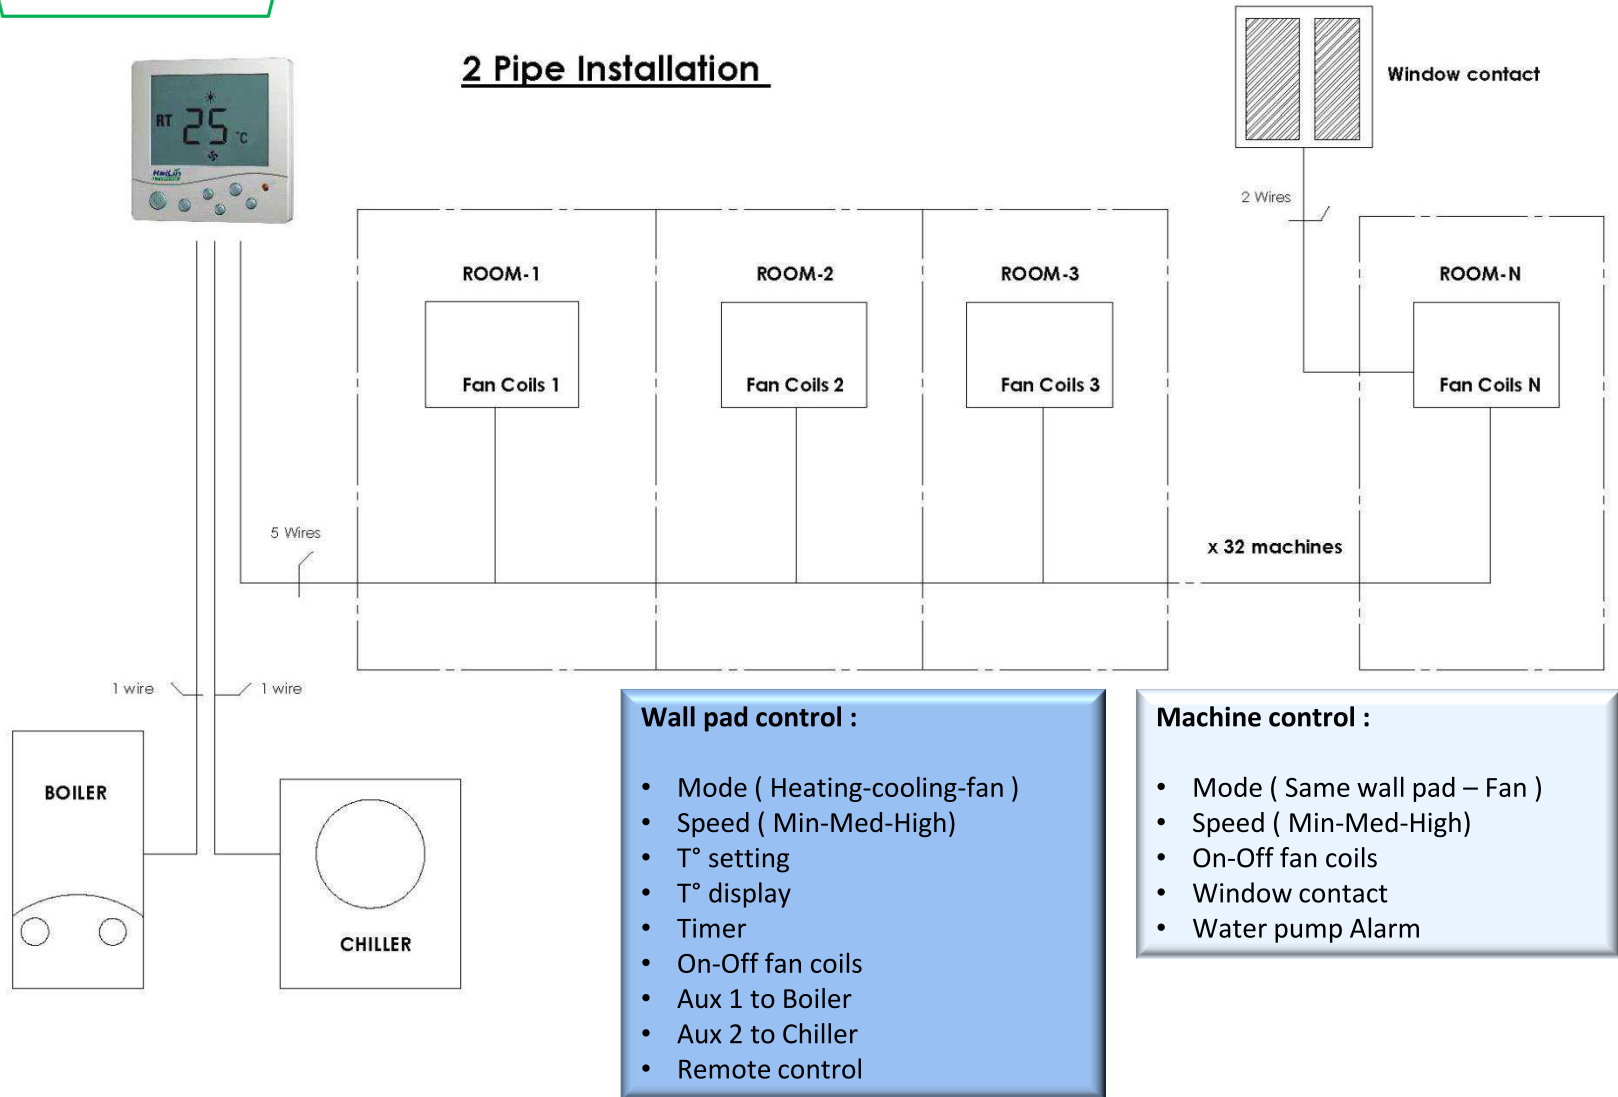 2 Pipe Installation
Window contact
RT 25 °C
HaiLin
2 Wires
ROOM-1
ROOM-2
ROOM-3
ROOM-N
Fan Coils 1
Fan Coils 2
Fan Coils 3
Fan Coils N
5 Wires
x 32 machines
1 wire
1 wire
BOILER
CHILLER
Wall pad control :
• Mode ( Heating-cooling-fan )
• Speed ( Min-Med-High)
• T° setting
• T° display
• Timer
• On-Off fan coils
• Aux 1 to Boiler
• Aux 2 to Chiller
• Remote control
Machine control :
• Mode ( Same wall pad – Fan )
• Speed ( Min-Med-High)
• On-Off fan coils
• Window contact
• Water pump Alarm